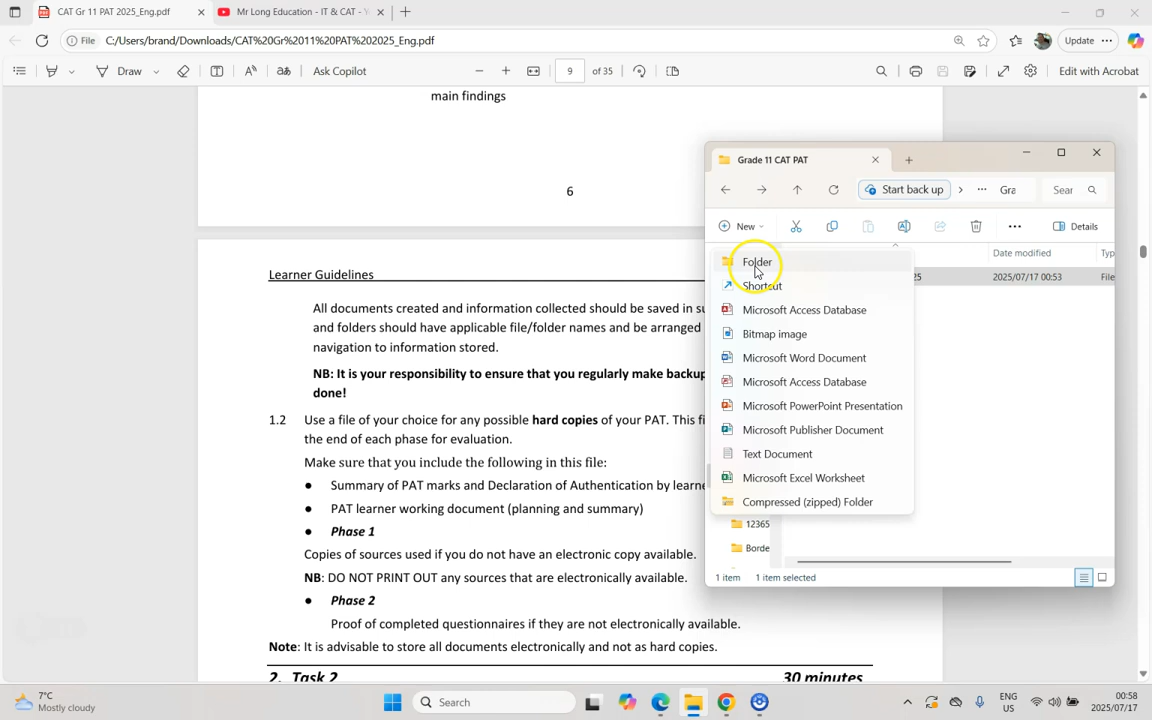 CAT Gr 11 PAT 2025_Eng.pdf
Mr Long Education - IT & CAT - Y
File
C:/Users/brand/Downloads/CAT%20Gr%2011%20PAT%202025_Eng.pdf
Update
Draw
Ask Copilot
9 of 35
Edit with Acrobat
main findings
6
Learner Guidelines
All documents created and information collected should be saved in su
and folders should have applicable file/folder names and be arranged
navigation to information stored.
NB: It is your responsibility to ensure that you regularly make backup
done!
1.2 Use a file of your choice for any possible hard copies of your PAT. This fi
the end of each phase for evaluation.
Make sure that you include the following in this file:
● Summary of PAT marks and Declaration of Authentication by learne
● PAT learner working document (planning and summary)
● Phase 1
Copies of sources used if you do not have an electronic copy available.
NB: DO NOT PRINT OUT any sources that are electronically available.
● Phase 2
Proof of completed questionnaires if they are not electronically available.
Note: It is advisable to store all documents electronically and not as hard copies.
2. Task 2 30 minutes
Grade 11 CAT PAT
Start back up
Gra
Sear
New
Details
Date modified
Typ
25
2025/07/17 00:53
File
Folder
Shortcut
Microsoft Access Database
Bitmap image
Microsoft Word Document
Microsoft Access Database
Microsoft PowerPoint Presentation
Microsoft Publisher Document
Text Document
Microsoft Excel Worksheet
Compressed (zipped) Folder
12365
Borde
1 item
1 item selected
7°C
Mostly cloudy
Search
ENG
US
00:58
2025/07/17